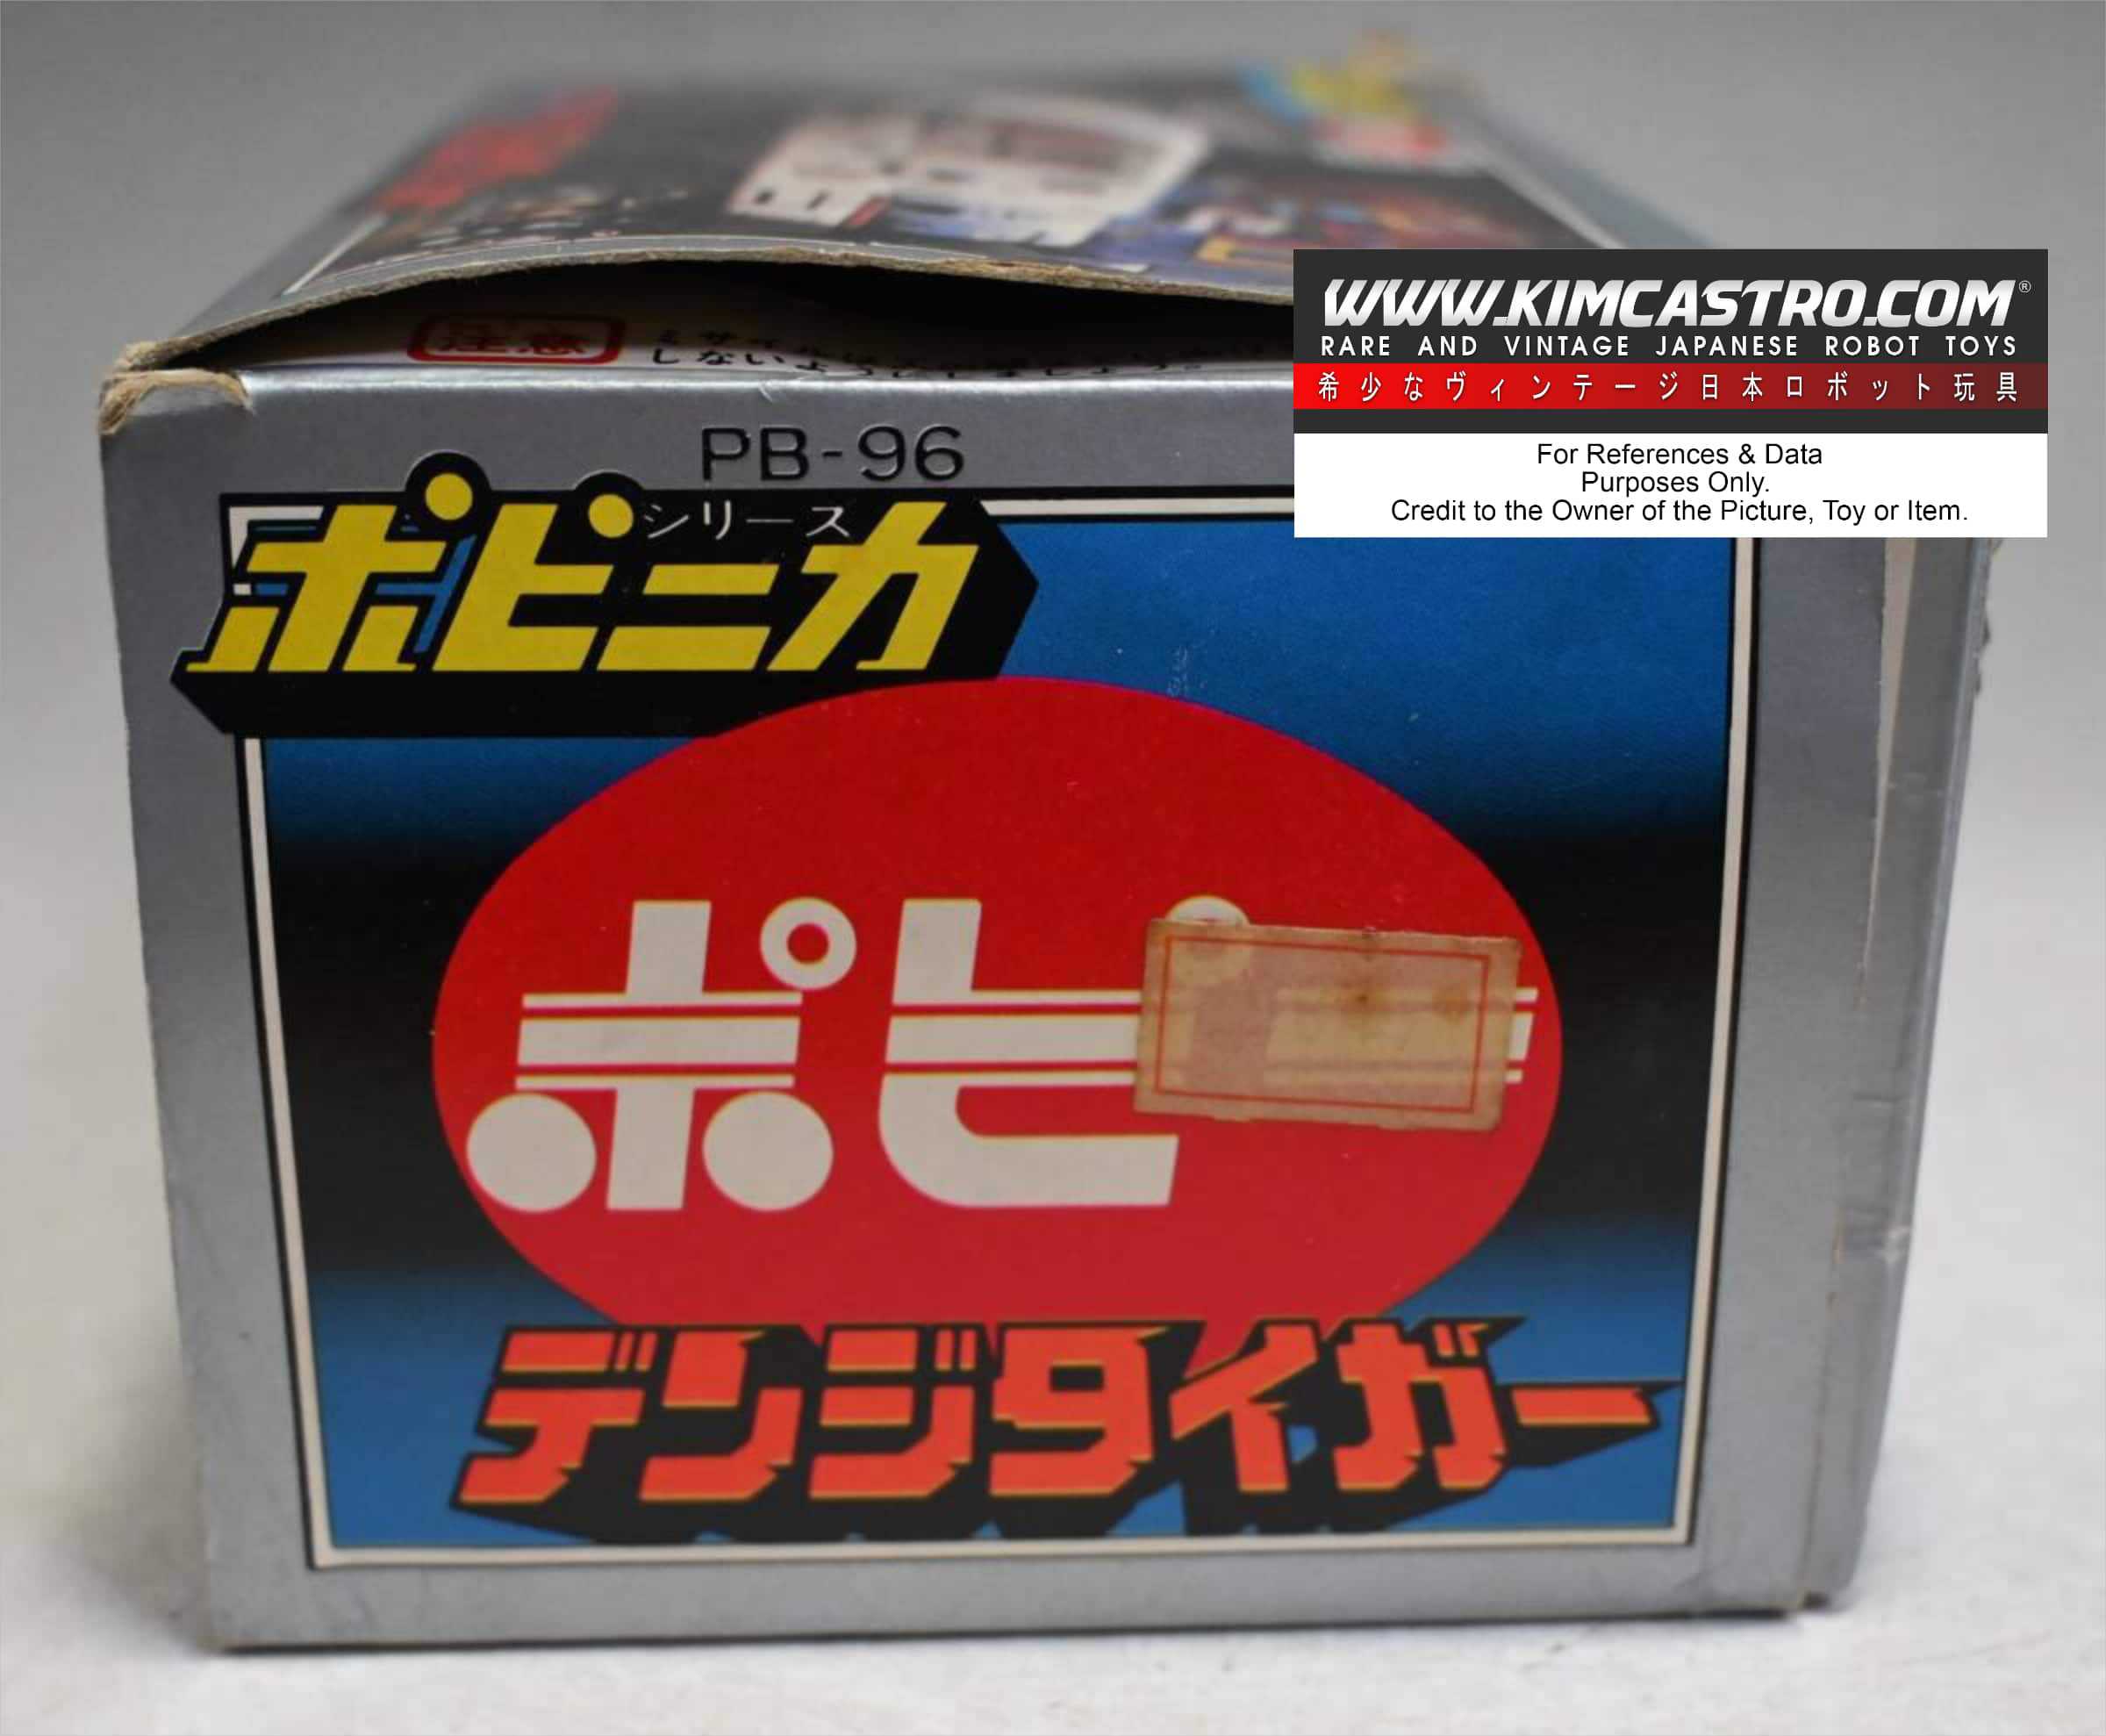 WWW.KIMCASTRO.COM®
RARE AND VINTAGE JAPANESE ROBOT TOYS
希少なヴィンテージ日本ロボット玩具
For References & Data
Purposes Only.
Credit to the Owner of the Picture, Toy or Item.
注意
しないように
PB-96
シリーズ
ポピニカ
ポピー
デンジタイガー